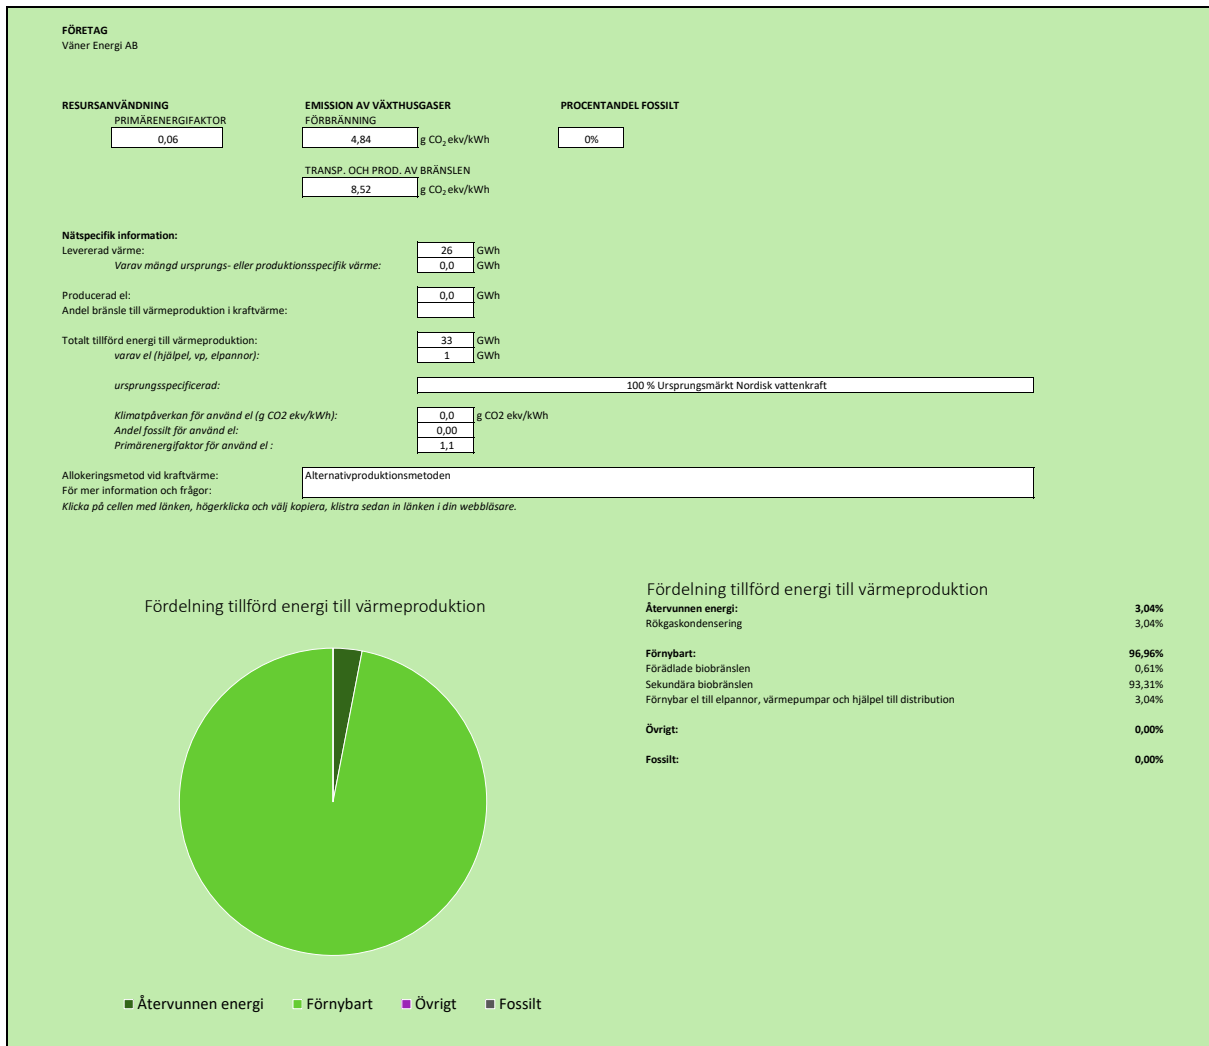 FÖRETAG
Väner Energi AB
RESURSANVÄNDNING EMISSION AV VÄXTHUSGASER PROCENTANDEL FOSSILT
PRIMÄRENERGIFAKTOR FÖRBRÄNNING
0,06 4,84 g CO₂ ekv/kWh 0%
TRANSP. OCH PROD. AV BRÄNSLEN
8,52 g CO₂ ekv/kWh
Nätspecifik information:
Levererad värme: 26 GWh
Varav mängd ursprungs- eller produktionsspecifik värme: 0,0 GWh
Producerad el: 0,0 GWh
Andel bränsle till värmeproduktion i kraftvärme:
Totalt tillförd energi till värmeproduktion: 33 GWh
varav el (hjälpel, vp, elpannor): 1 GWh
ursprungsspecificerad: 100 % Ursprungsmärkt Nordisk vattenkraft
Klimatpåverkan för använd el (g CO2 ekv/kWh): 0,0 g CO2 ekv/kWh
Andel fossilt för använd el: 0,00
Primärenergifaktor för använd el : 1,1
Allokeringsmetod vid kraftvärme: Alternativproduktionsmetoden
För mer information och frågor:
Klicka på cellen med länken, högerklicka och välj kopiera, klistra sedan in länken i din webbläsare.
Fördelning tillförd energi till värmeproduktion
Återvunnen energi
Förnybart
Övrigt
Fossilt
Fördelning tillförd energi till värmeproduktion
Återvunnen energi: 3,04%
Rökgaskondensering 3,04%
Förnybart: 96,96%
Förädlade biobränslen 0,61%
Sekundära biobränslen 93,31%
Förnybar el till elpannor, värmepumpar och hjälpel till distribution 3,04%
Övrigt: 0,00%
Fossilt: 0,00%